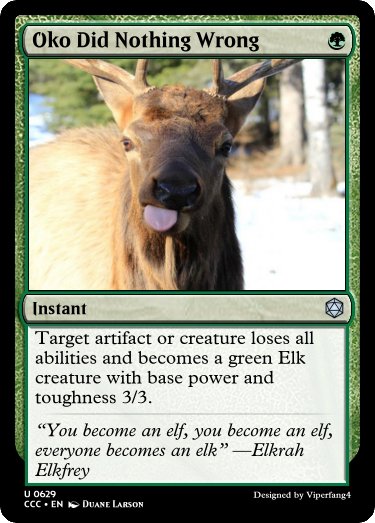 Oko Did Nothing Wrong
Instant
Target artifact or creature loses all
abilities and becomes a green Elk
creature with base power and
toughness 3/3.
“You become an elf, you become an elf,
everyone becomes an elk” —Elkrah
Elkfrey
U 0629
CCC • EN Duane Larson
Designed by Viperfang4